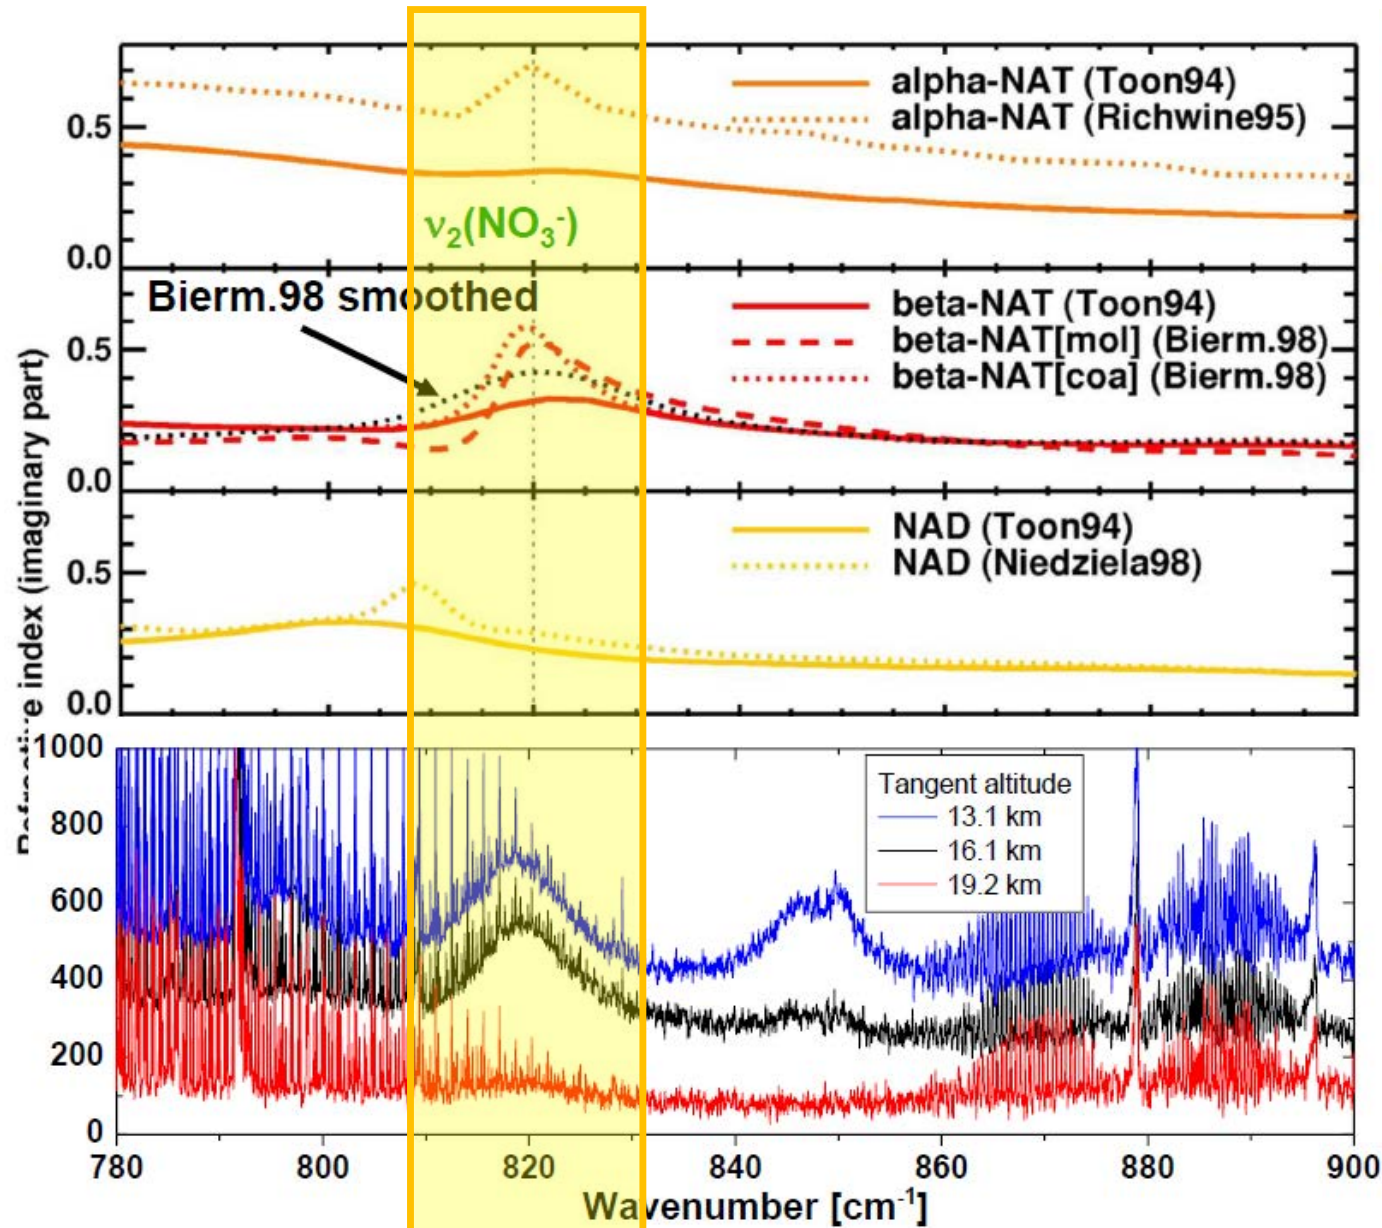 alpha-NAT (Toon94)
alpha-NAT (Richwine95)
0.5
0.0
ν₂(NO₃⁻)
Bierm.98 smoothed
beta-NAT (Toon94)
beta-NAT[mol] (Bierm.98)
beta-NAT[coa] (Bierm.98)
0.5
0.0
NAD (Toon94)
NAD (Niedziela98)
0.5
0.0
index (imaginary part)
1000
800
600
400
200
0
Tangent altitude
13.1 km
16.1 km
19.2 km
780 800 820 840 860 880 900
Wavenumber [cm⁻¹]